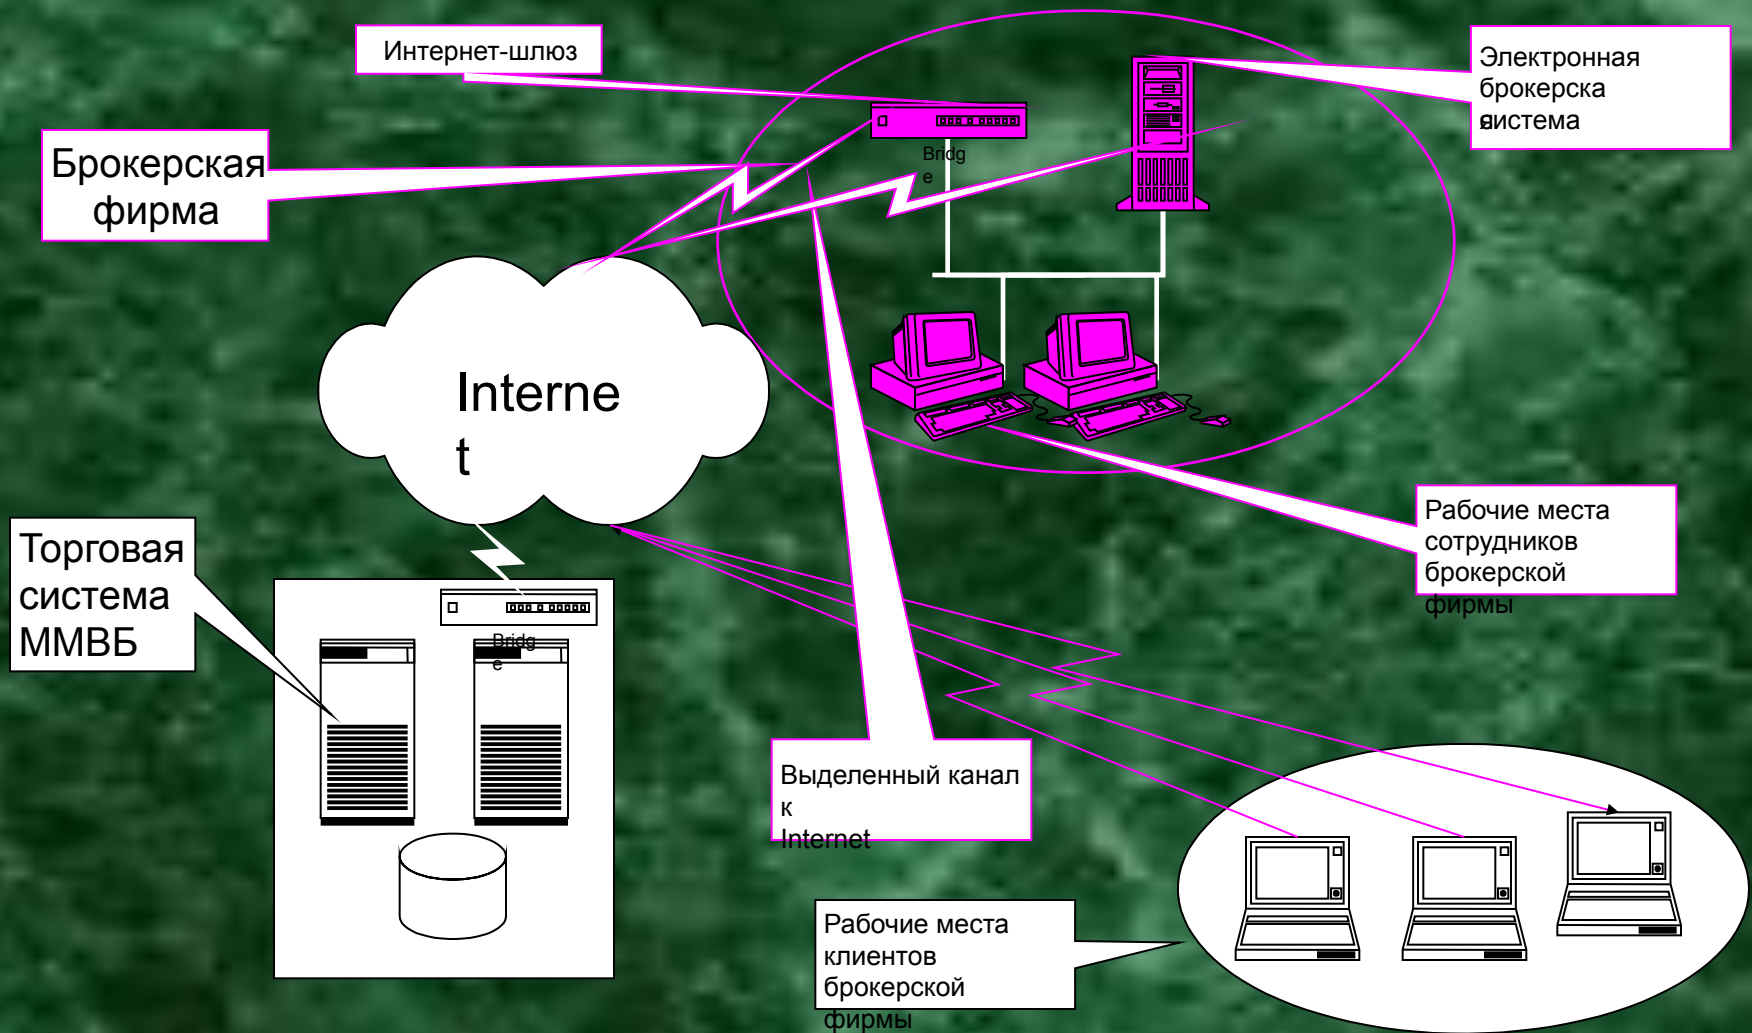 Интернет-шлюз
Электронная
брокерска
я
система
Брокерская
фирма
Bridg
e
Interne
t
Рабочие места
сотрудников
брокерской
фирмы
Торговая
система
ММВБ
Bridg
e
Выделенный канал
к
Internet
Рабочие места
клиентов
брокерской
фирмы